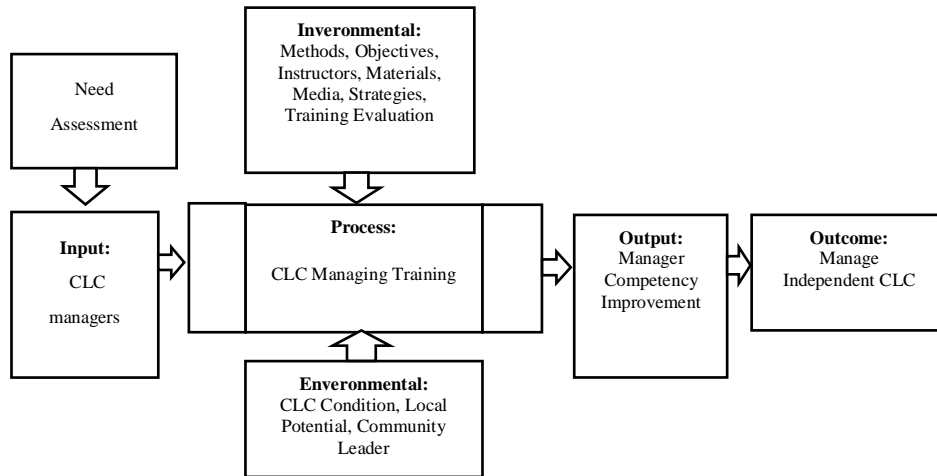 Need
Assessment
Inveronmental:
Methods, Objectives,
Instructors, Materials,
Media, Strategies,
Training Evaluation
Input:
CLC
managers
Process:
CLC Managing Training
Output:
Manager
Competency
Improvement
Outcome:
Manage
Independent CLC
Enveronmental:
CLC Condition, Local
Potential, Community
Leader